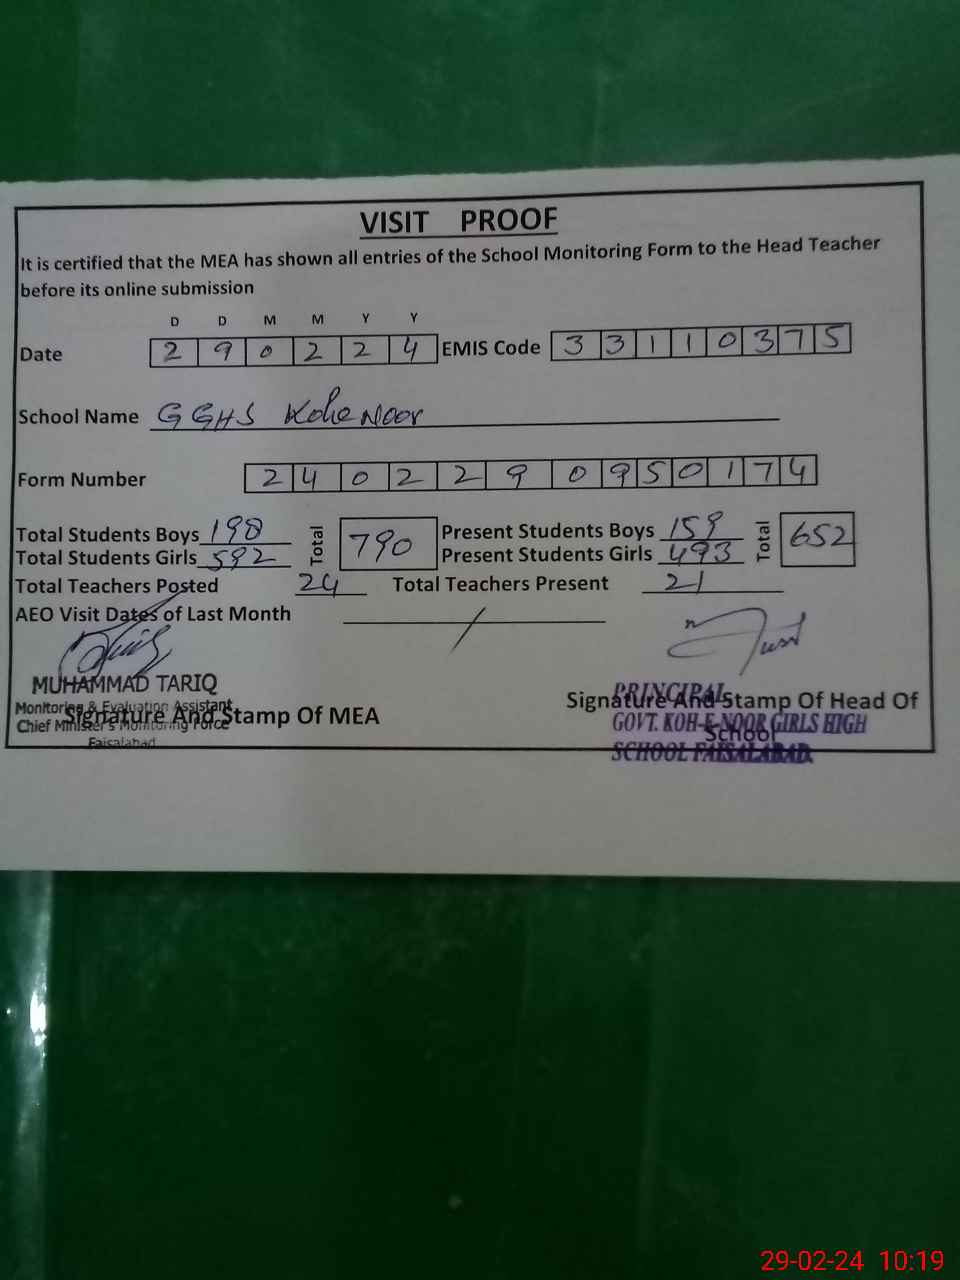 VISIT PROOF
It is certified that the MEA has shown all entries of the School Monitoring Form to the Head Teacher
before its online submission
D D M M Y Y
Date 2 9 0 2 2 4 EMIS Code 3 3 1 1 0 3 7 5
School Name GGHS Kohe Noor
Form Number 2 4 0 2 2 9 0 9 5 0 1 7 4
Total Students Boys 198 Total 790 Present Students Boys 159 Total 652
Total Students Girls 592 Present Students Girls 493
Total Teachers Posted 24 Total Teachers Present 21
AEO Visit Dates of Last Month /
MUHAMMAD TARIQ
Monitoring & Evaluation Assistant
Chief Minister's Monitoring Force
Faisalabad
Signature And Stamp Of MEA
Signature And Stamp Of Head Of
School
PRINCIPAL
GOVT. KOH-E-NOOR GIRLS HIGH
SCHOOL FAISALABAD.
29-02-24 10:19